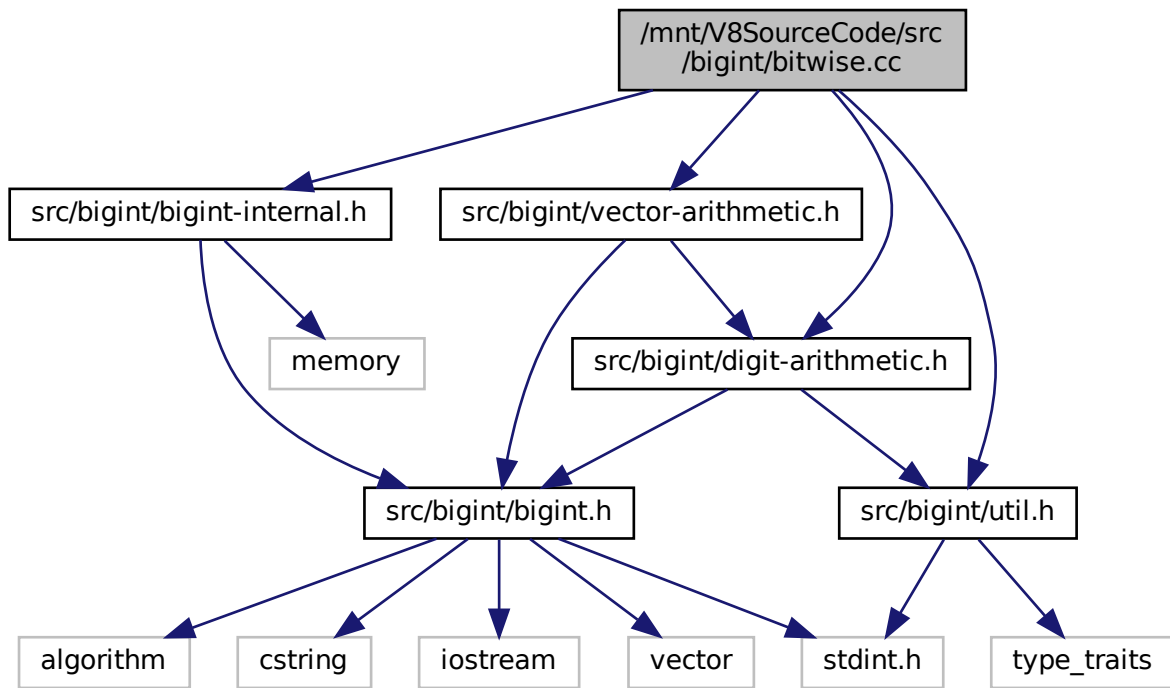 /mnt/V8SourceCode/src
/bigint/bitwise.cc
src/bigint/bigint-internal.h
src/bigint/vector-arithmetic.h
memory
src/bigint/digit-arithmetic.h
src/bigint/bigint.h
src/bigint/util.h
algorithm
cstring
iostream
vector
stdint.h
type_traits